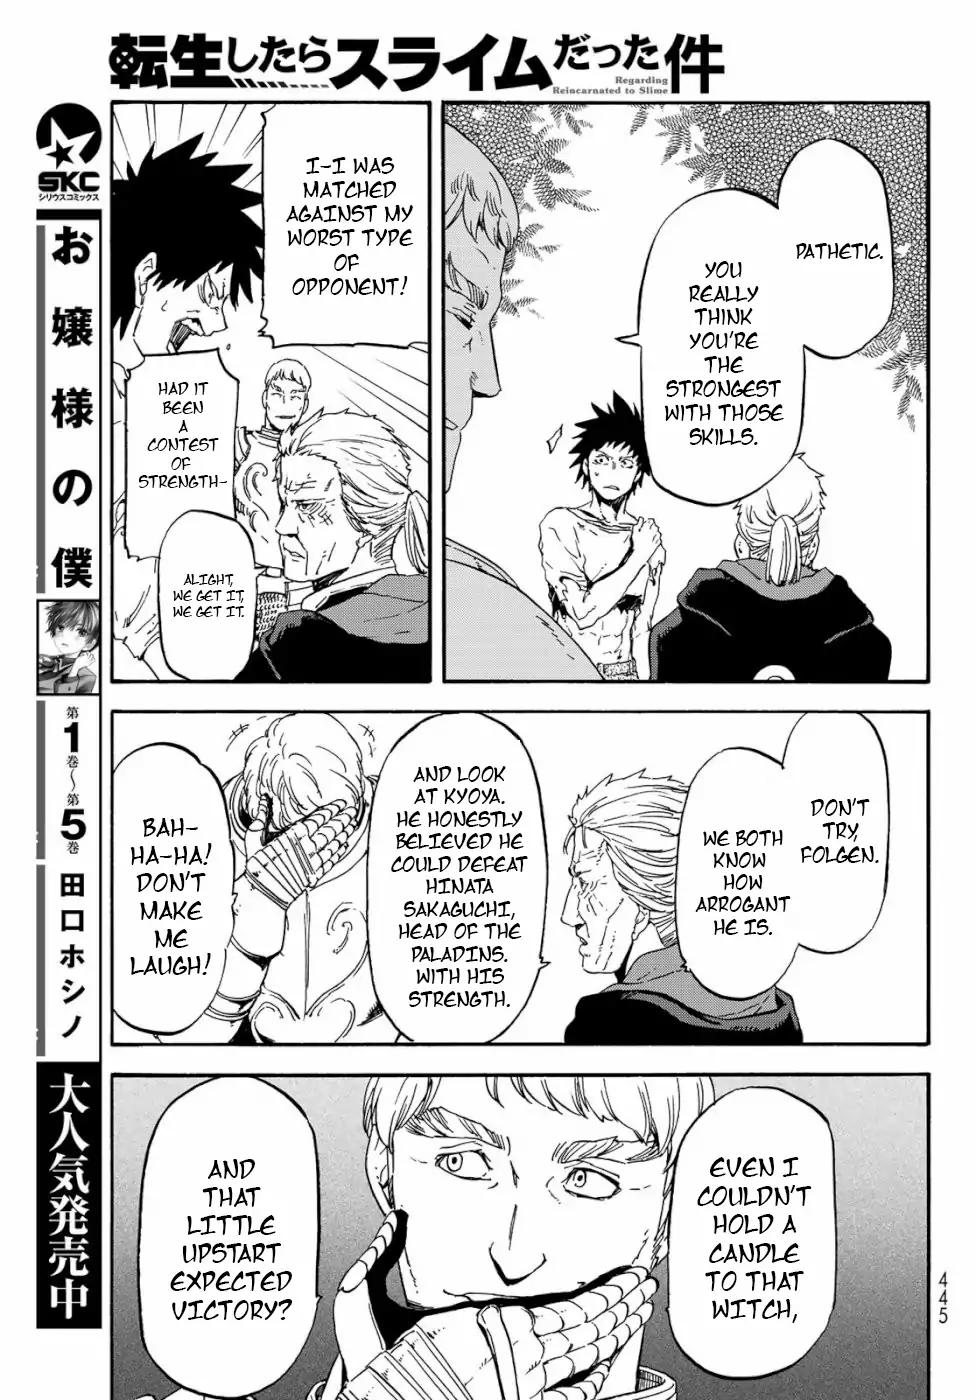 転生したらスライムだった件
Regarding
Reincarnated to Slime
PATHETIC.
YOU
REALLY
THINK
YOU'RE
THE
STRONGEST
WITH THOSE
SKILLS.
I-I WAS
MATCHED
AGAINST MY
WORST TYPE
OF
OPPONENT!
HAD IT
BEEN
A
CONTEST
OF
STRENGTH-
ALIGHT,
WE GET IT,
WE GET IT.
DON'T
TRY,
FOLGEN.
WE BOTH
KNOW
HOW
ARROGANT
HE IS.
AND LOOK
AT KYOYA.
HE HONESTLY
BELIEVED HE
COULD DEFEAT
HINATA
SAKAGUCHI,
HEAD OF THE
PALADINS.
WITH HIS
STRENGTH.
BAH-
HA-HA!
DON'T
MAKE
ME
LAUGH!
EVEN I
COULDN'T
HOLD A
CANDLE
TO THAT
WITCH,
AND
THAT
LITTLE
UPSTART
EXPECTED
VICTORY?
SKC
シリウスコミックス
お嬢様の僕
第1巻〜第5巻
田口ホシノ
大人気発売中
445